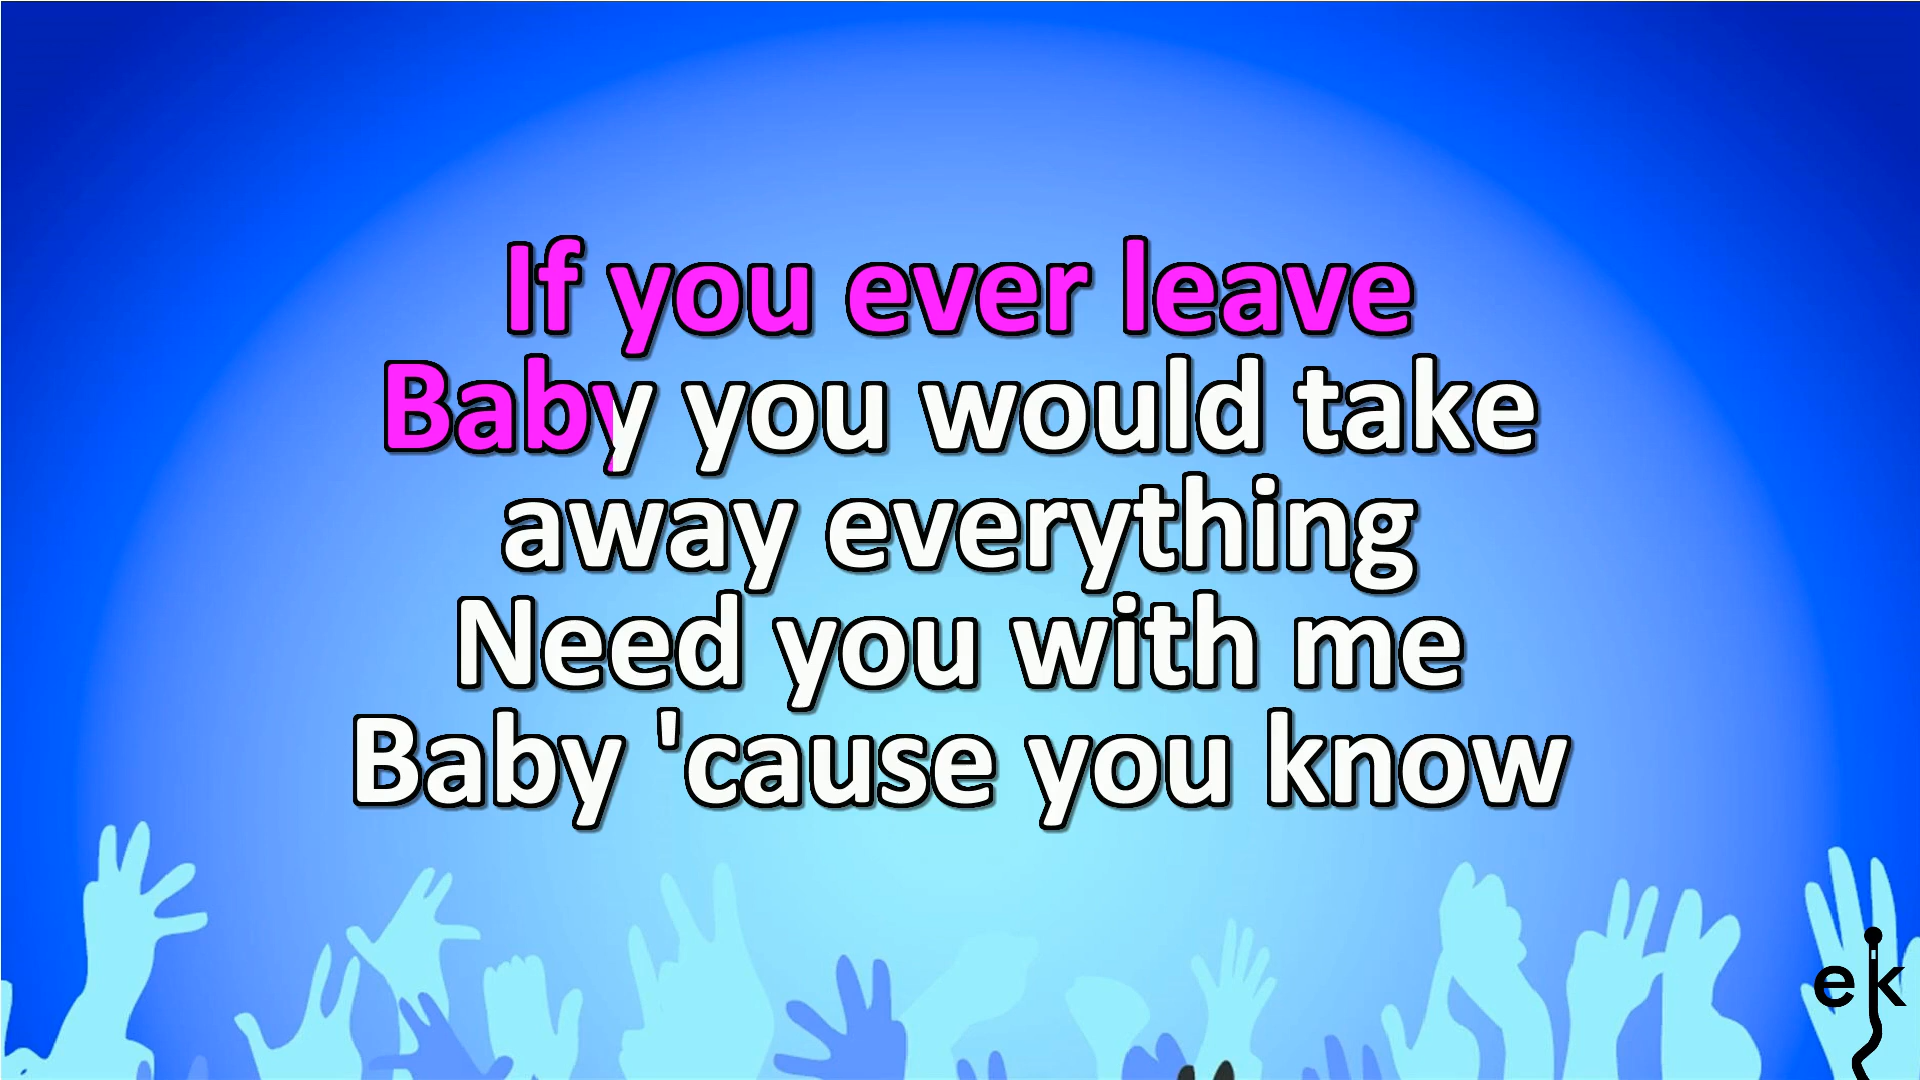 If you ever leave
Baby you would take
away everything
Need you with me
Baby 'cause you know
ek